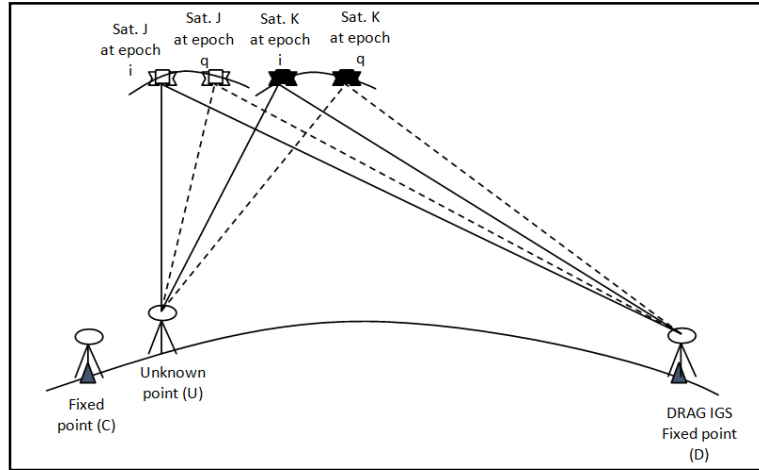 Sat. J
at epoch
i
Sat. J
at epoch
q
Sat. K
at epoch
i
Sat. K
at epoch
q
Fixed
point (C)
Unknown
point (U)
DRAG IGS
Fixed point
(D)